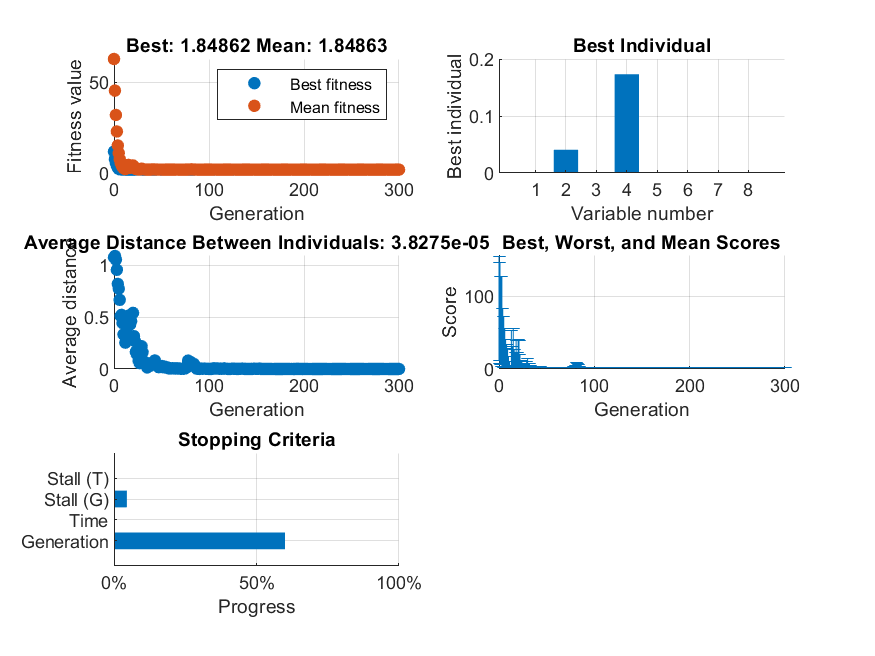 Best: 1.84862 Mean: 1.84863
Fitness value
50
0
Best fitness
Mean fitness
0 100 200 300
Generation
Best Individual
Best individual
0.2
0.1
0
1 2 3 4 5 6 7 8
Variable number
Average Distance Between Individuals: 3.8275e-05
Average distance
1
0.5
0
0 100 200 300
Generation
Best, Worst, and Mean Scores
Score
100
0
0 100 200 300
Generation
Stopping Criteria
Stall (T)
Stall (G)
Time
Generation
0% 50% 100%
Progress